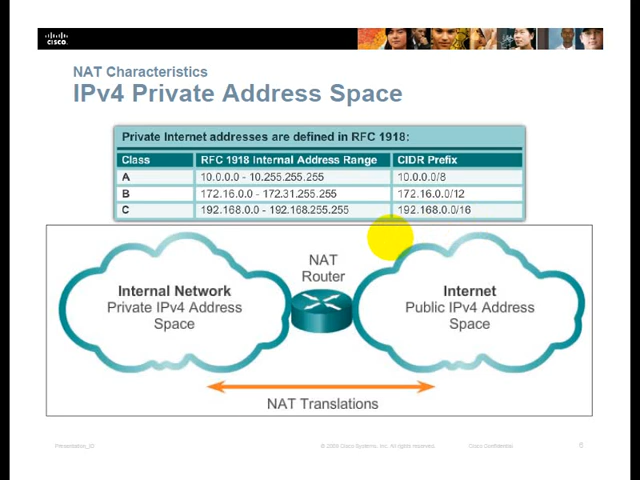 CISCO.
NAT Characteristics
IPv4 Private Address Space
Private Internet addresses are defined in RFC 1918:
Class RFC 1918 Internal Address Range CIDR Prefix
A 10.0.0.0 - 10.255.255.255 10.0.0.0/8
B 172.16.0.0 - 172.31.255.255 172.16.0.0/12
C 192.168.0.0 - 192.168.255.255 192.168.0.0/16
NAT
Router
Internal Network
Private IPv4 Address
Space
Internet
Public IPv4 Address
Space
NAT Translations
Presentation_ID © 2008 Cisco Systems, Inc. All rights reserved. Cisco Confidential 6